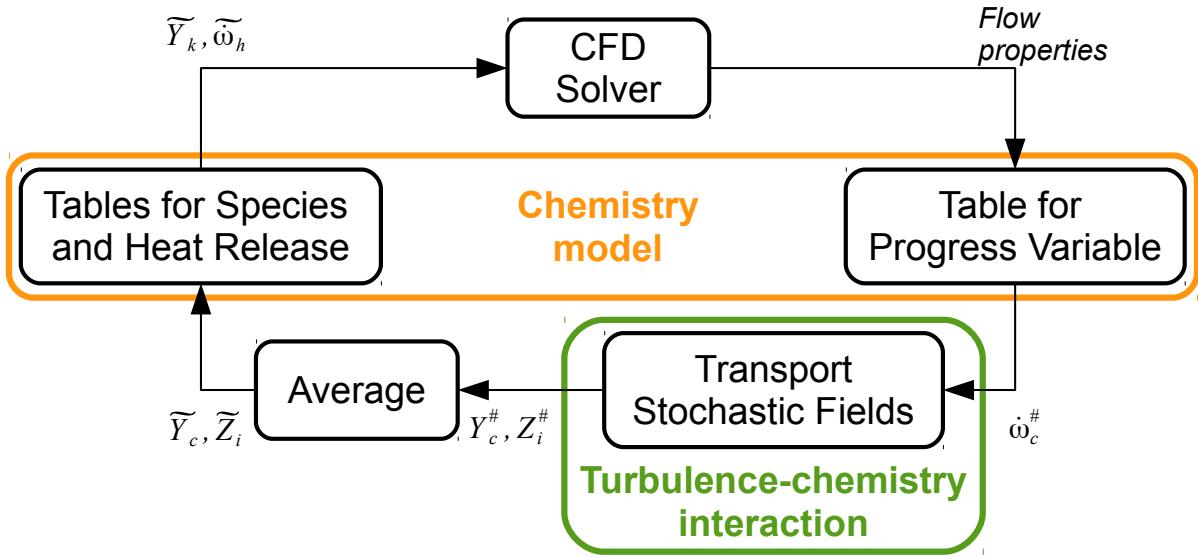 Ỹ_k, ω̇̃_h
CFD
Solver
Flow
properties
Tables for Species
and Heat Release
Chemistry
model
Table for
Progress Variable
Average
Transport
Stochastic Fields
Ỹ_c, Z̃_i
Y_c^#, Z_i^#
ω̇_c^#
Turbulence-chemistry
interaction